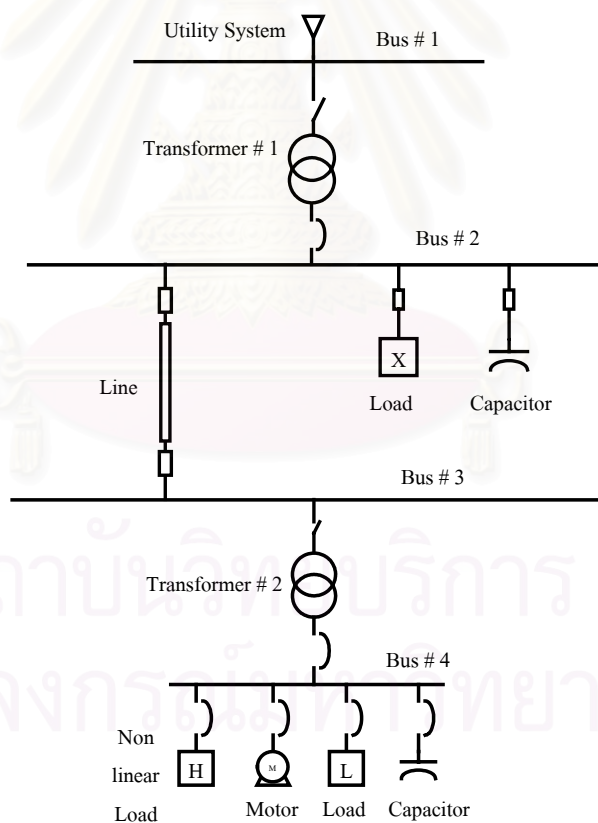 Utility System
Bus # 1
Transformer # 1
Bus # 2
X
Line
Load
Capacitor
Bus # 3
Transformer # 2
Bus # 4
Non
linear
Load
H
M
L
Motor
Load
Capacitor